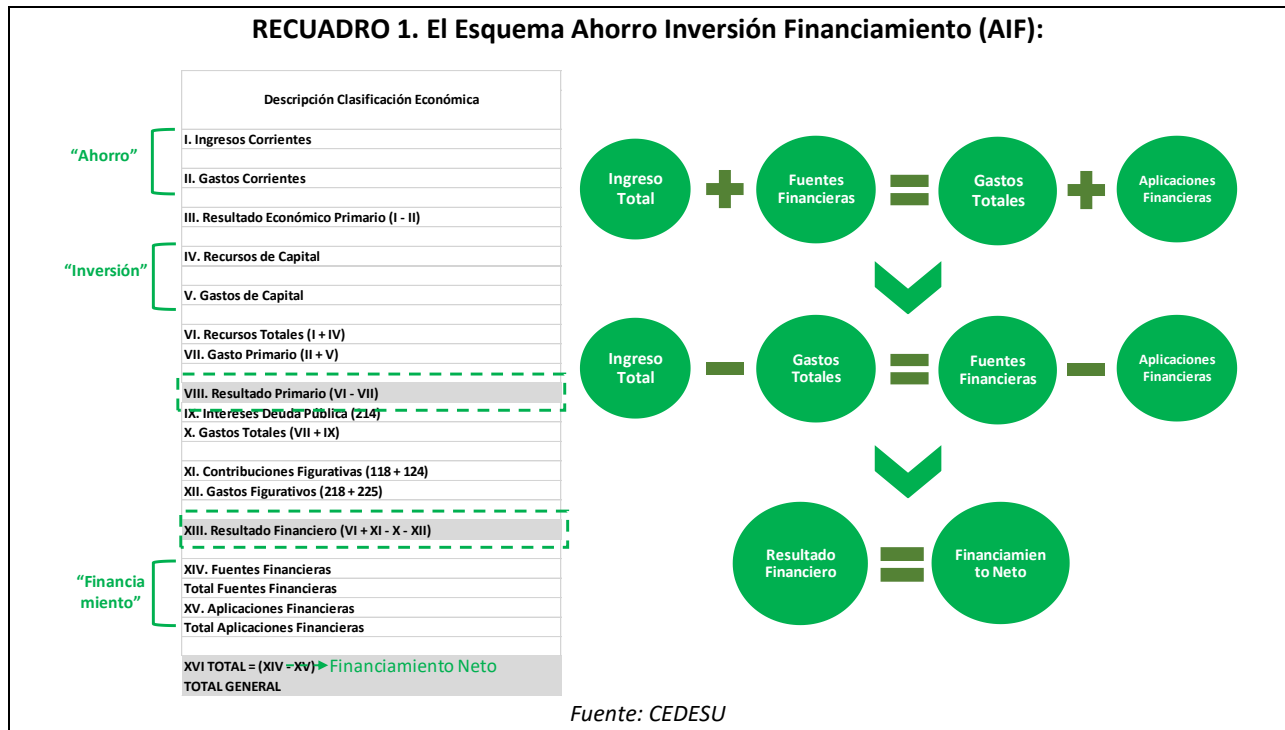 RECUADRO 1. El Esquema Ahorro Inversión Financiamiento (AIF):
Descripción Clasificación Económica
"Ahorro"
I. Ingresos Corrientes
II. Gastos Corrientes
III. Resultado Económico Primario (I - II)
"Inversión"
IV. Recursos de Capital
V. Gastos de Capital
VI. Recursos Totales (I + IV)
VII. Gasto Primario (II + V)
VIII. Resultado Primario (VI - VII)
IX. Intereses Deuda Pública (214)
X. Gastos Totales (VII + IX)
XI. Contribuciones Figurativas (118 + 124)
XII. Gastos Figurativos (218 + 225)
XIII. Resultado Financiero (VI + XI - X - XII)
"Financia
miento"
XIV. Fuentes Financieras
Total Fuentes Financieras
XV. Aplicaciones Financieras
Total Aplicaciones Financieras
XVI TOTAL = (XIV - XV) Financiamiento Neto
TOTAL GENERAL
Ingreso
Total
+
Fuentes
Financieras
=
Gastos
Totales
+
Aplicaciones
Financieras
Ingreso
Total
-
Gastos
Totales
=
Fuentes
Financieras
-
Aplicaciones
Financieras
Resultado
Financiero
=
Financiamien
to Neto
Fuente: CEDESU